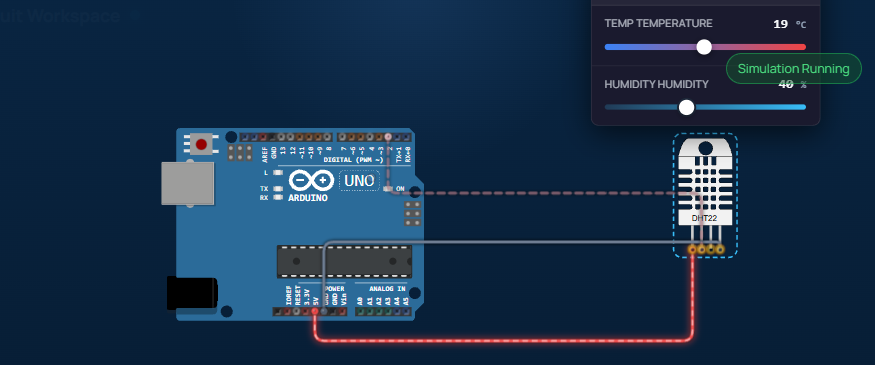 uit Workspace
TEMP TEMPERATURE 19 °C
Simulation Running
HUMIDITY HUMIDITY 40 %
AREF
GND
13
12
~11
~10
~9
8
7
~6
~5
4
~3
2
TX→1
RX←0
DIGITAL (PWM ~)
L
TX
RX
UNO
ON
ARDUINO
DHT22
IOREF
RESET
3.3V
5V
GND
GND
Vin
POWER
ANALOG IN
A0
A1
A2
A3
A4
A5